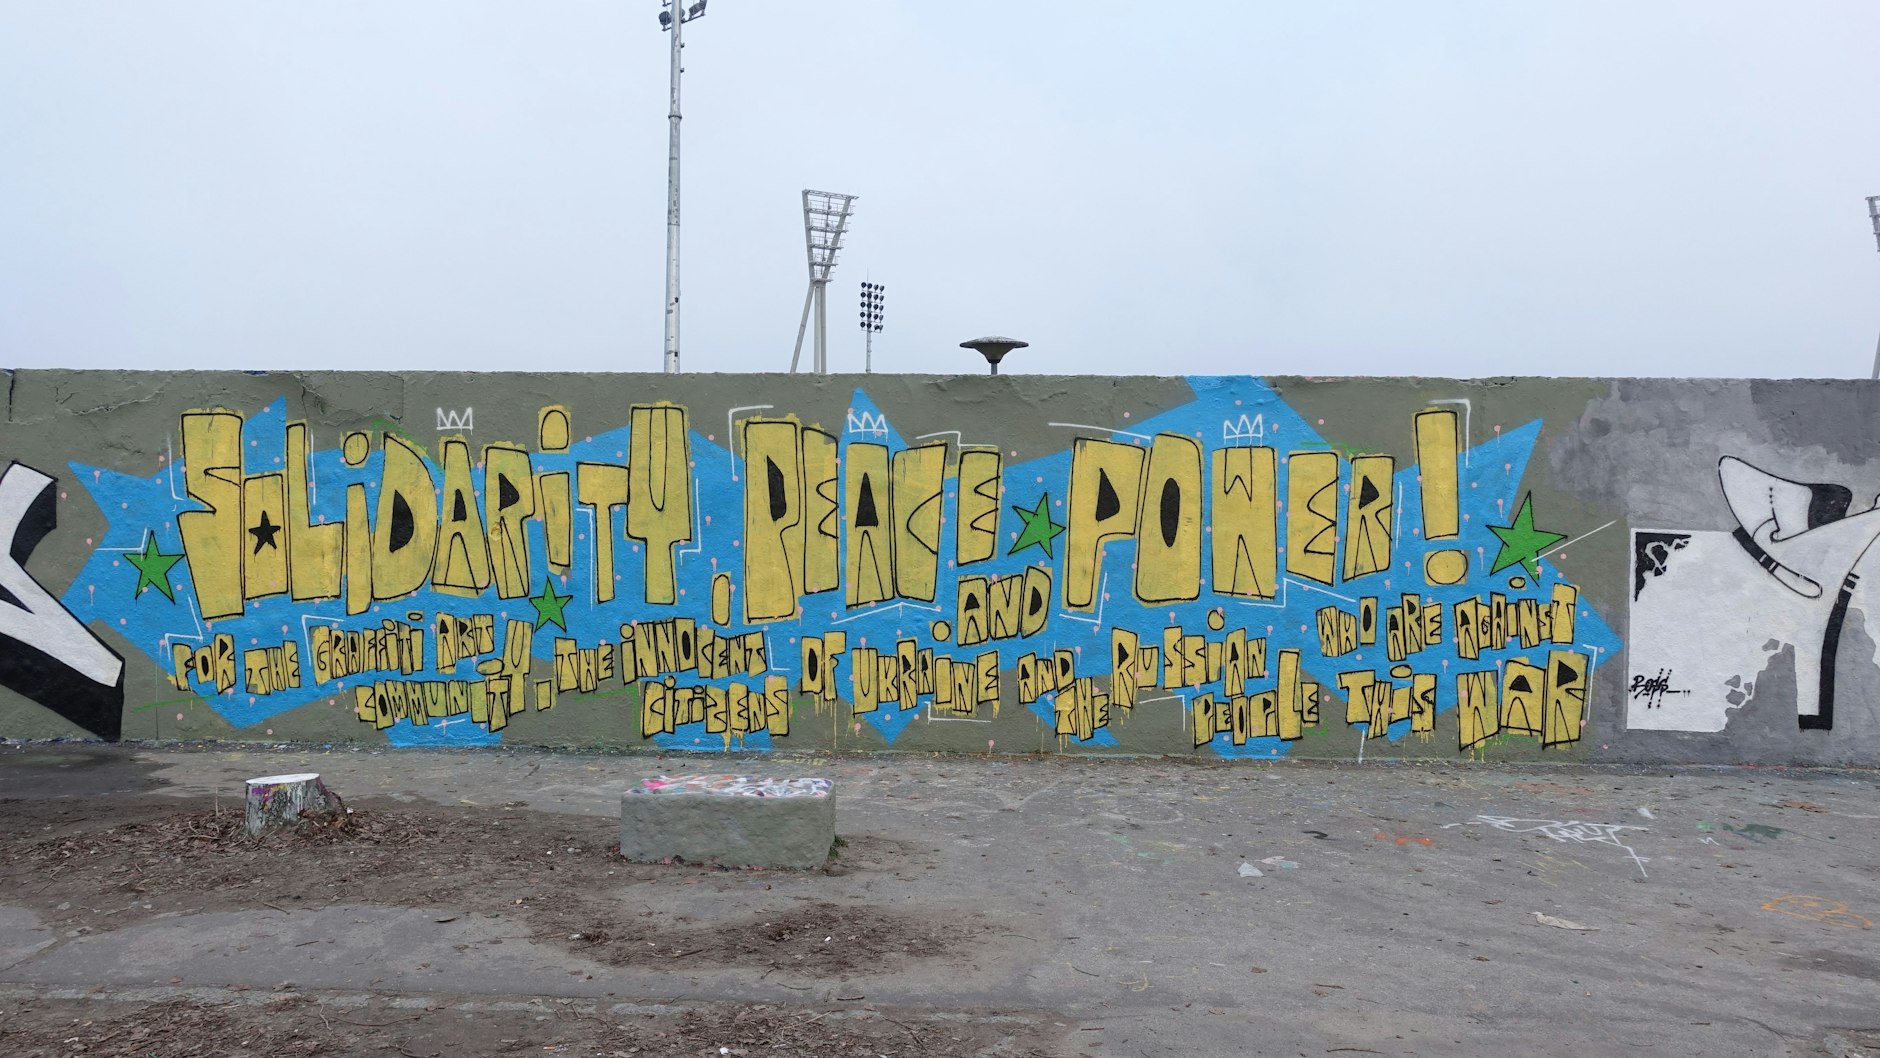 SOLiDARiTY, PEACE AND POWER!
FOR THE GRAFFiTi ART COMMUNiTY, THE iNNOCENT CiTiZENS OF UKRAiNE AND THE RUSSiAN PEOPLE WHO ARE AGAiNST THiS WAR